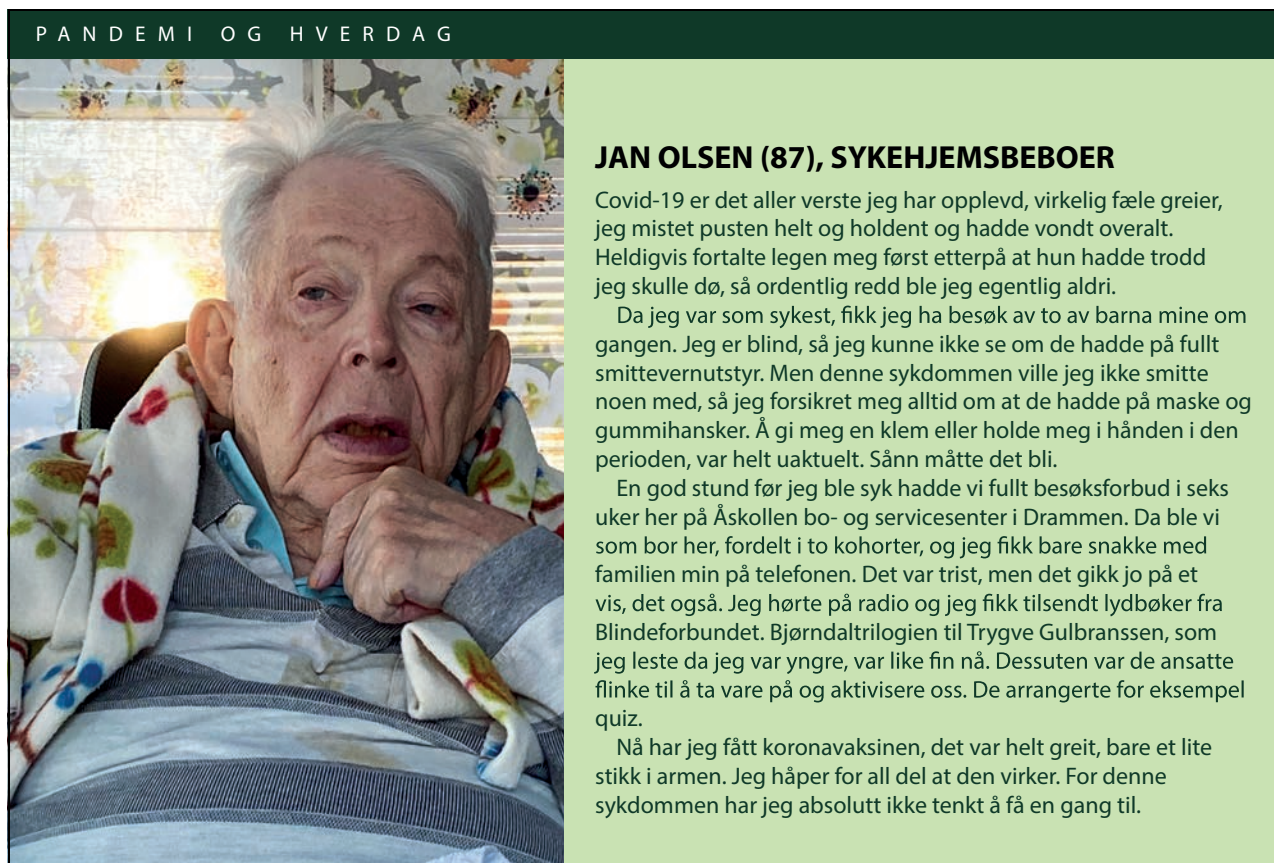 PANDEMI OG HVERDAG
JAN OLSEN (87), SYKEHJEMSBEBOER
Covid-19 er det aller verste jeg har opplevd, virkelig fæle greier,
jeg mistet pusten helt og holdent og hadde vondt overalt.
Heldigvis fortalte legen meg først etterpå at hun hadde trodd
jeg skulle dø, så ordentlig redd ble jeg egentlig aldri.
Da jeg var som sykest, fikk jeg ha besøk av to av barna mine om
gangen. Jeg er blind, så jeg kunne ikke se om de hadde på fullt
smittevernutstyr. Men denne sykdommen ville jeg ikke smitte
noen med, så jeg forsikret meg alltid om at de hadde på maske og
gummihansker. Å gi meg en klem eller holde meg i hånden i den
perioden, var helt uaktuelt. Sånn måtte det bli.
En god stund før jeg ble syk hadde vi fullt besøksforbud i seks
uker her på Åskollen bo- og servicesenter i Drammen. Da ble vi
som bor her, fordelt i to kohorter, og jeg fikk bare snakke med
familien min på telefonen. Det var trist, men det gikk jo på et
vis, det også. Jeg hørte på radio og jeg fikk tilsendt lydbøker fra
Blindeforbundet. Bjørndaltrilogien til Trygve Gulbranssen, som
jeg leste da jeg var yngre, var like fin nå. Dessuten var de ansatte
flinke til å ta vare på og aktivisere oss. De arrangerte for eksempel
quiz.
Nå har jeg fått koronavaksinen, det var helt greit, bare et lite
stikk i armen. Jeg håper for all del at den virker. For denne
sykdommen har jeg absolutt ikke tenkt å få en gang til.